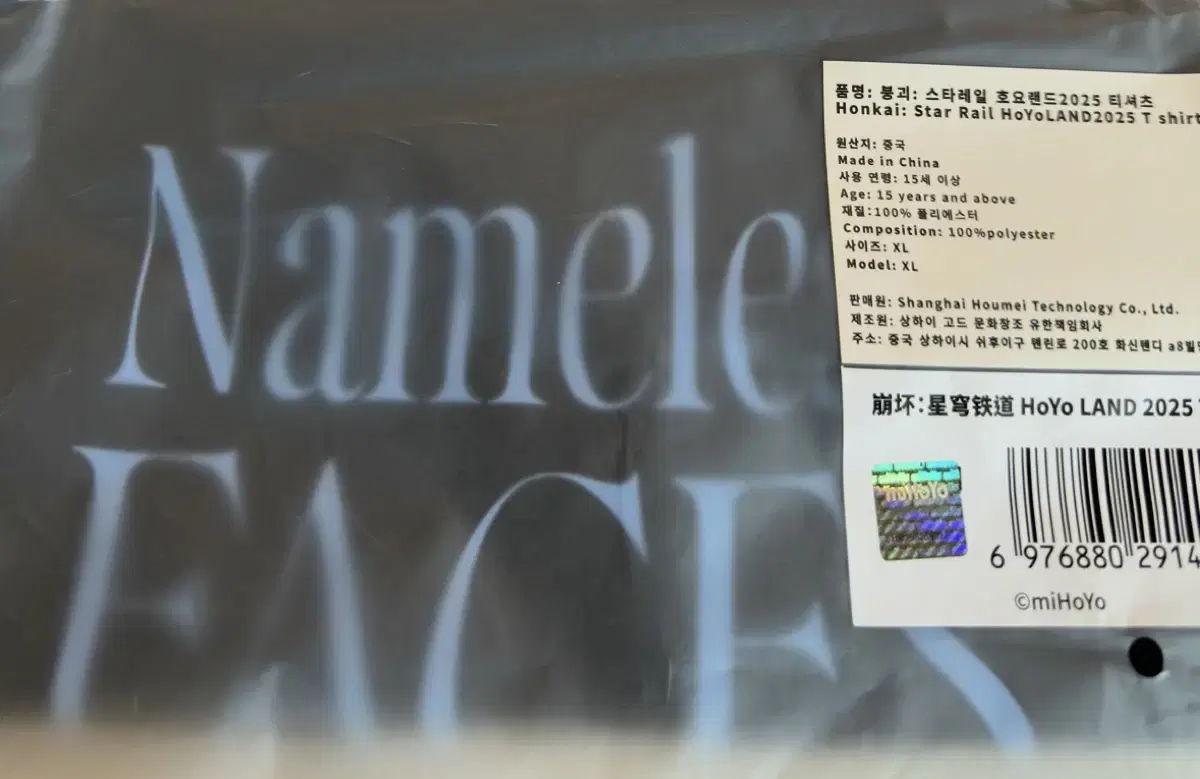 Namele
FACES
품명: 붕괴: 스타레일 호요랜드2025 티셔츠
Honkai: Star Rail HoYoLAND2025 T shirt
원산지: 중국
Made in China
사용 연령: 15세 이상
Age: 15 years and above
재질:100% 폴리에스터
Composition: 100%polyester
사이즈: XL
Model: XL
판매원: Shanghai Houmei Technology Co., Ltd.
제조원: 상하이 고드 문화창조 유한책임회사
주소: 중국 상하이시 쉬후이구 톈린로 200호 화신톈디 a8빌
崩坏:星穹铁道 HoYo LAND 2025
miHoYo
6 976880 2914
©miHoYo